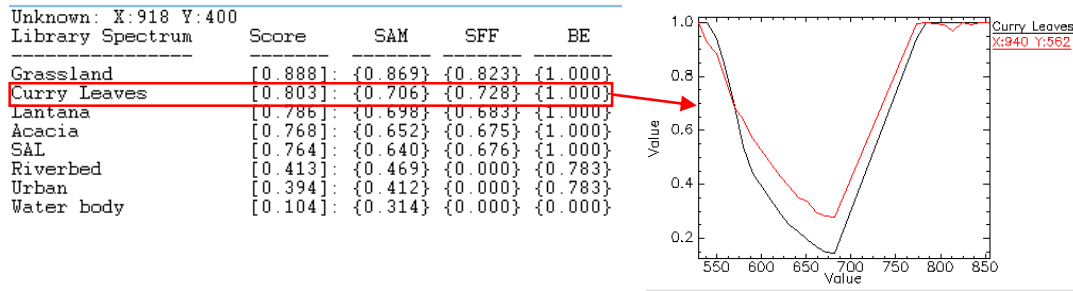 Unknown: X:918 Y:400
Library Spectrum Score SAM SFF BE
Grassland [0.888]: {0.869} {0.823} {1.000}
Curry Leaves [0.803]: {0.706} {0.728} {1.000}
Lantana [0.786]: {0.698} {0.683} {1.000}
Acacia [0.768]: {0.652} {0.675} {1.000}
SAL [0.764]: {0.640} {0.676} {1.000}
Riverbed [0.413]: {0.469} {0.000} {0.783}
Urban [0.394]: {0.412} {0.000} {0.783}
Water body [0.104]: {0.314} {0.000} {0.000}
1.0
0.8
0.6
0.4
0.2
Value
550 600 650 700 750 800 850
Value
Curry Leaves
X:940 Y:562